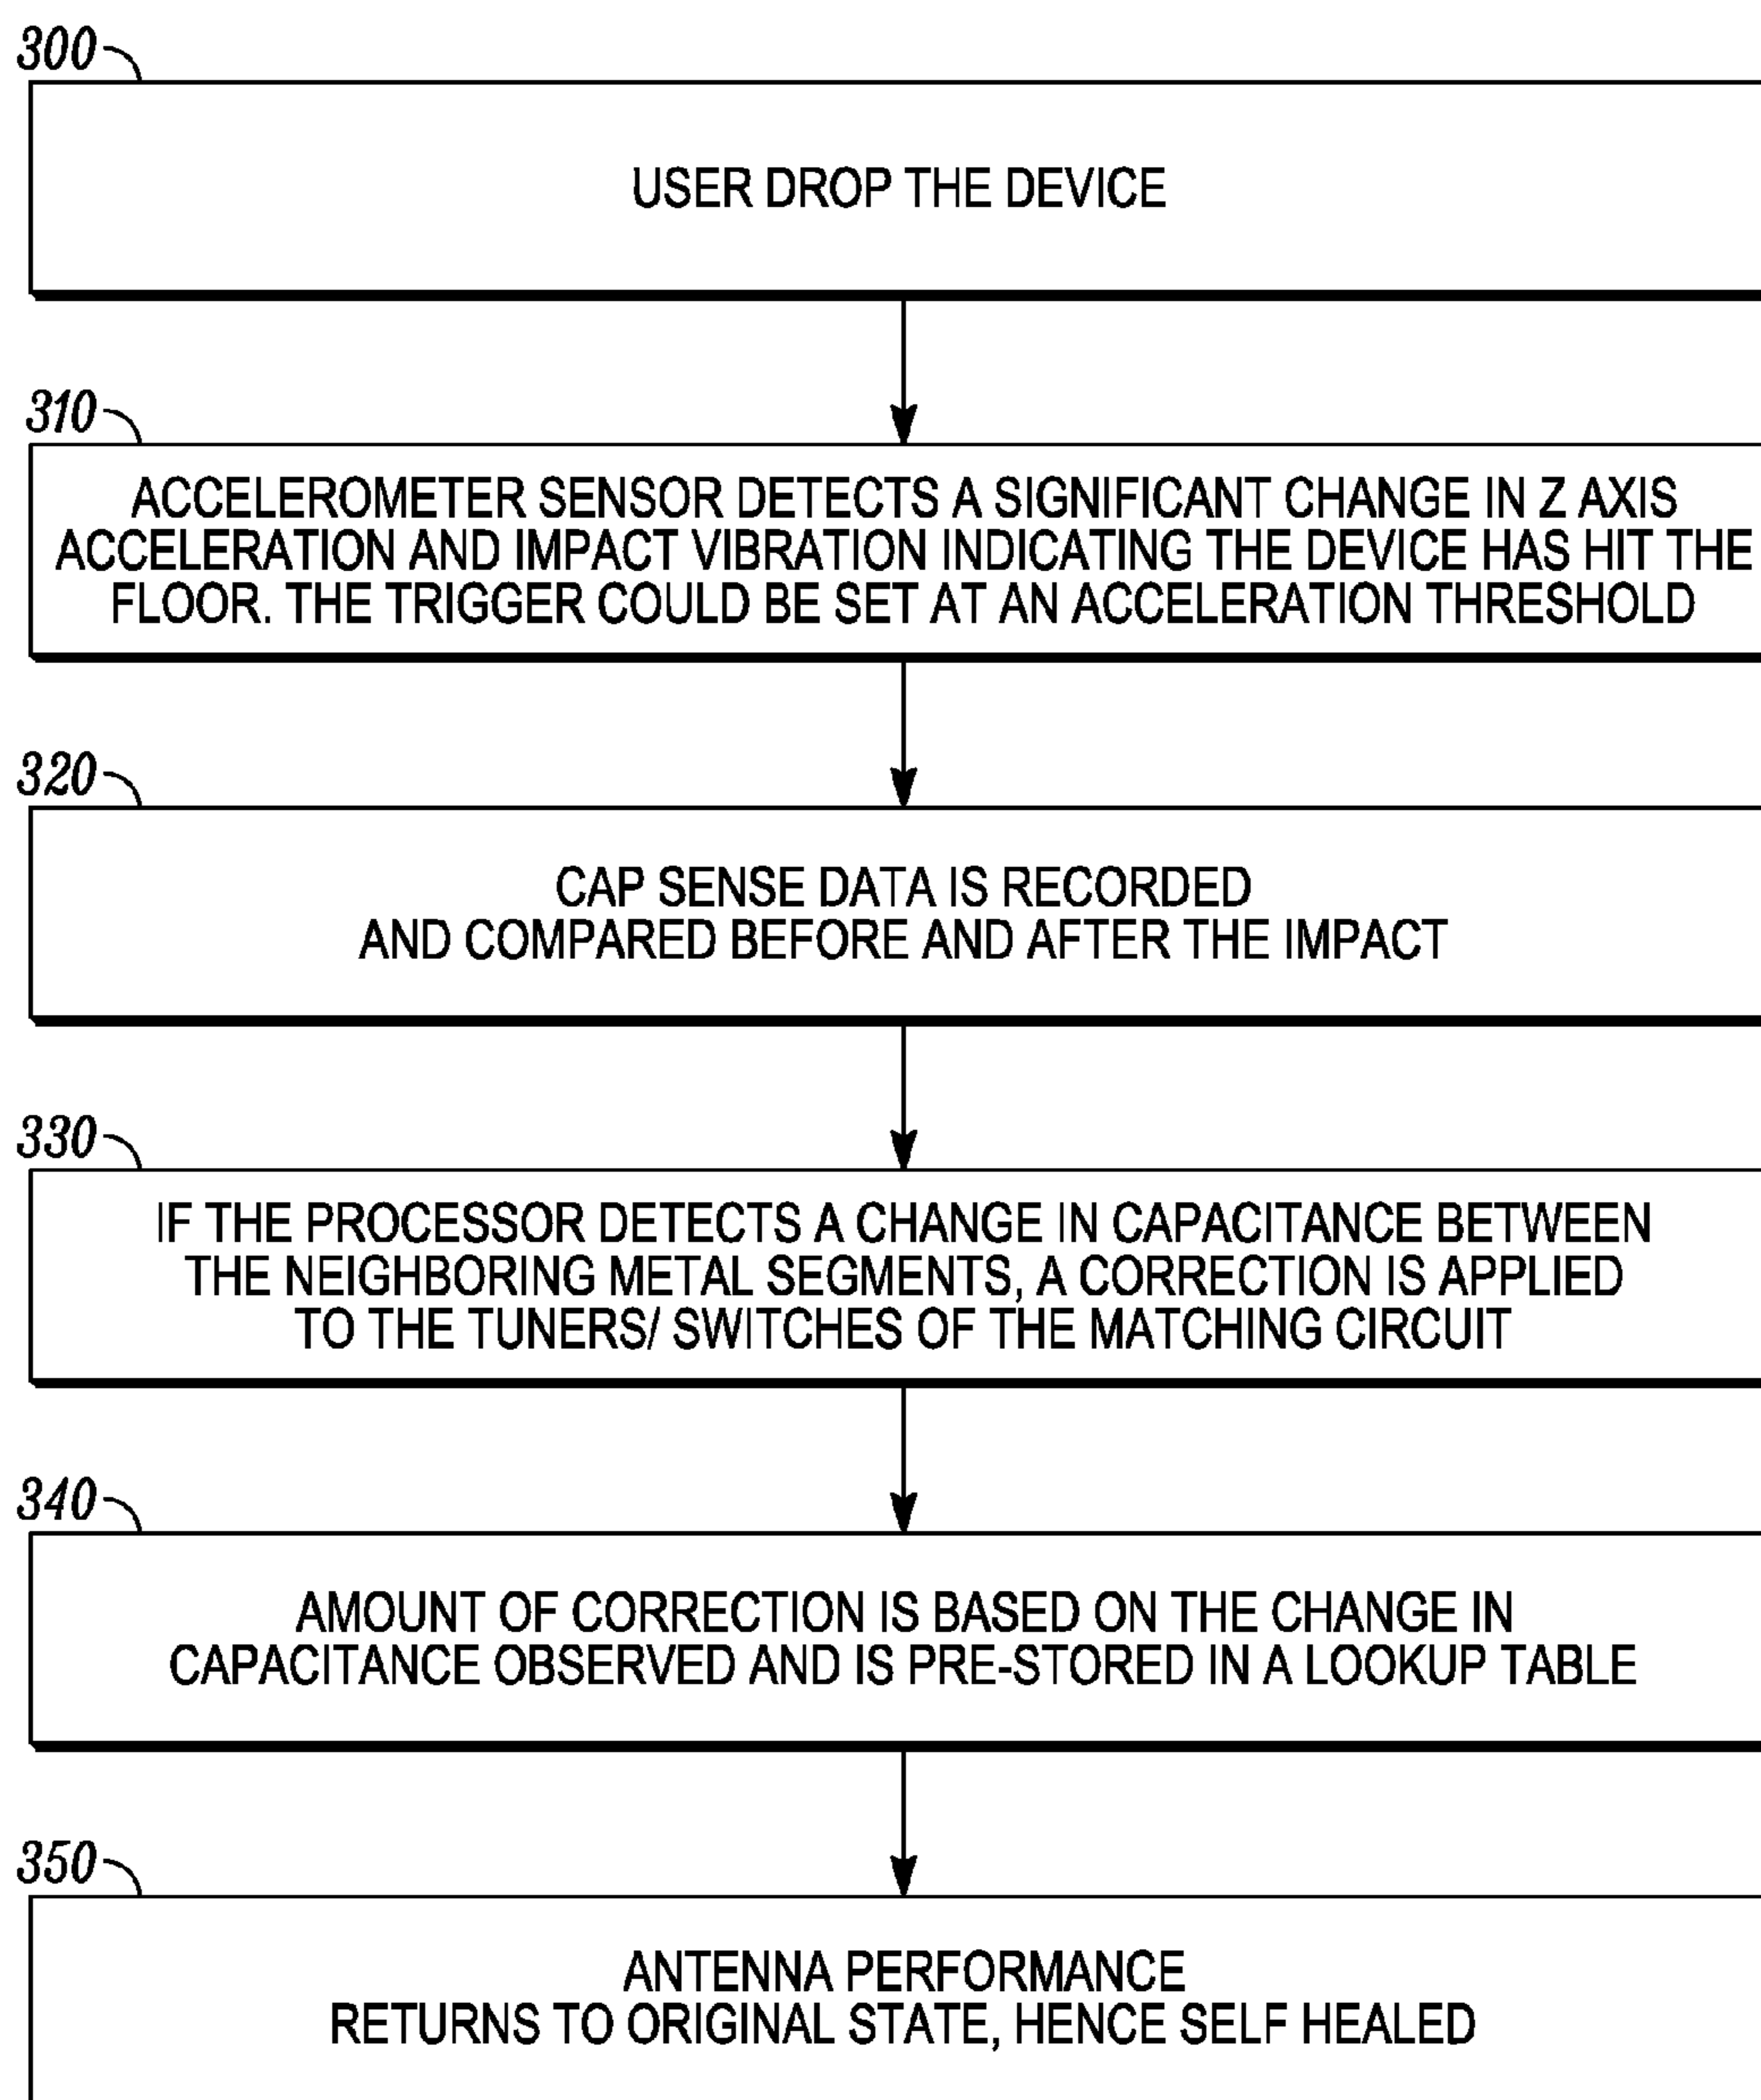 300
USER DROP THE DEVICE
310
ACCELEROMETER SENSOR DETECTS A SIGNIFICANT CHANGE IN Z AXIS
ACCELERATION AND IMPACT VIBRATION INDICATING THE DEVICE HAS HIT THE
FLOOR. THE TRIGGER COULD BE SET AT AN ACCELERATION THRESHOLD
320
CAP SENSE DATA IS RECORDED
AND COMPARED BEFORE AND AFTER THE IMPACT
330
IF THE PROCESSOR DETECTS A CHANGE IN CAPACITANCE BETWEEN
THE NEIGHBORING METAL SEGMENTS, A CORRECTION IS APPLIED
TO THE TUNERS/ SWITCHES OF THE MATCHING CIRCUIT
340
AMOUNT OF CORRECTION IS BASED ON THE CHANGE IN
CAPACITANCE OBSERVED AND IS PRE-STORED IN A LOOKUP TABLE
350
ANTENNA PERFORMANCE
RETURNS TO ORIGINAL STATE, HENCE SELF HEALED